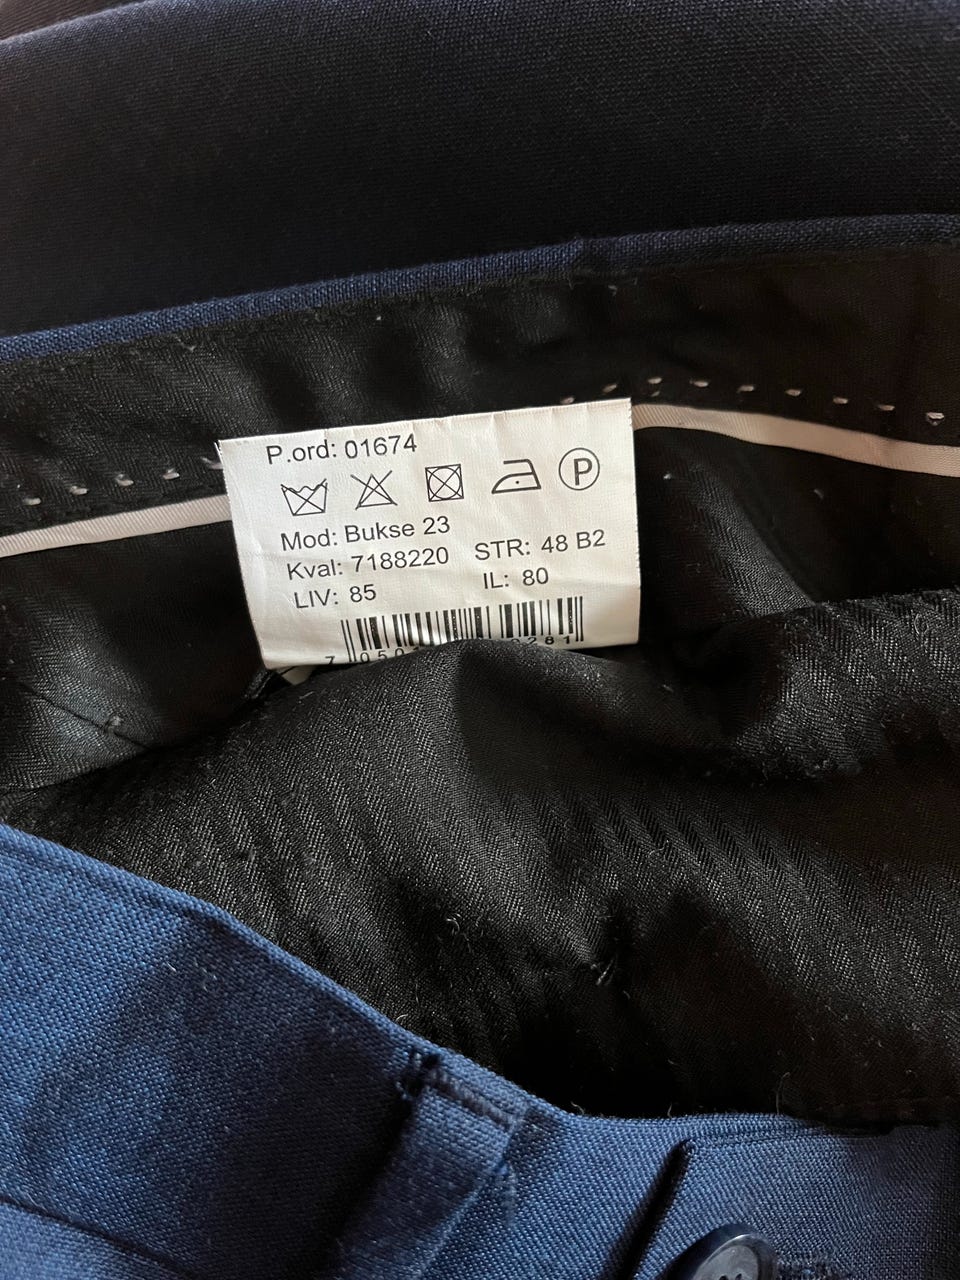 P.ord: 01674
P
Mod: Bukse 23
Kval: 7188220 STR: 48 B2
LIV: 85 IL: 80